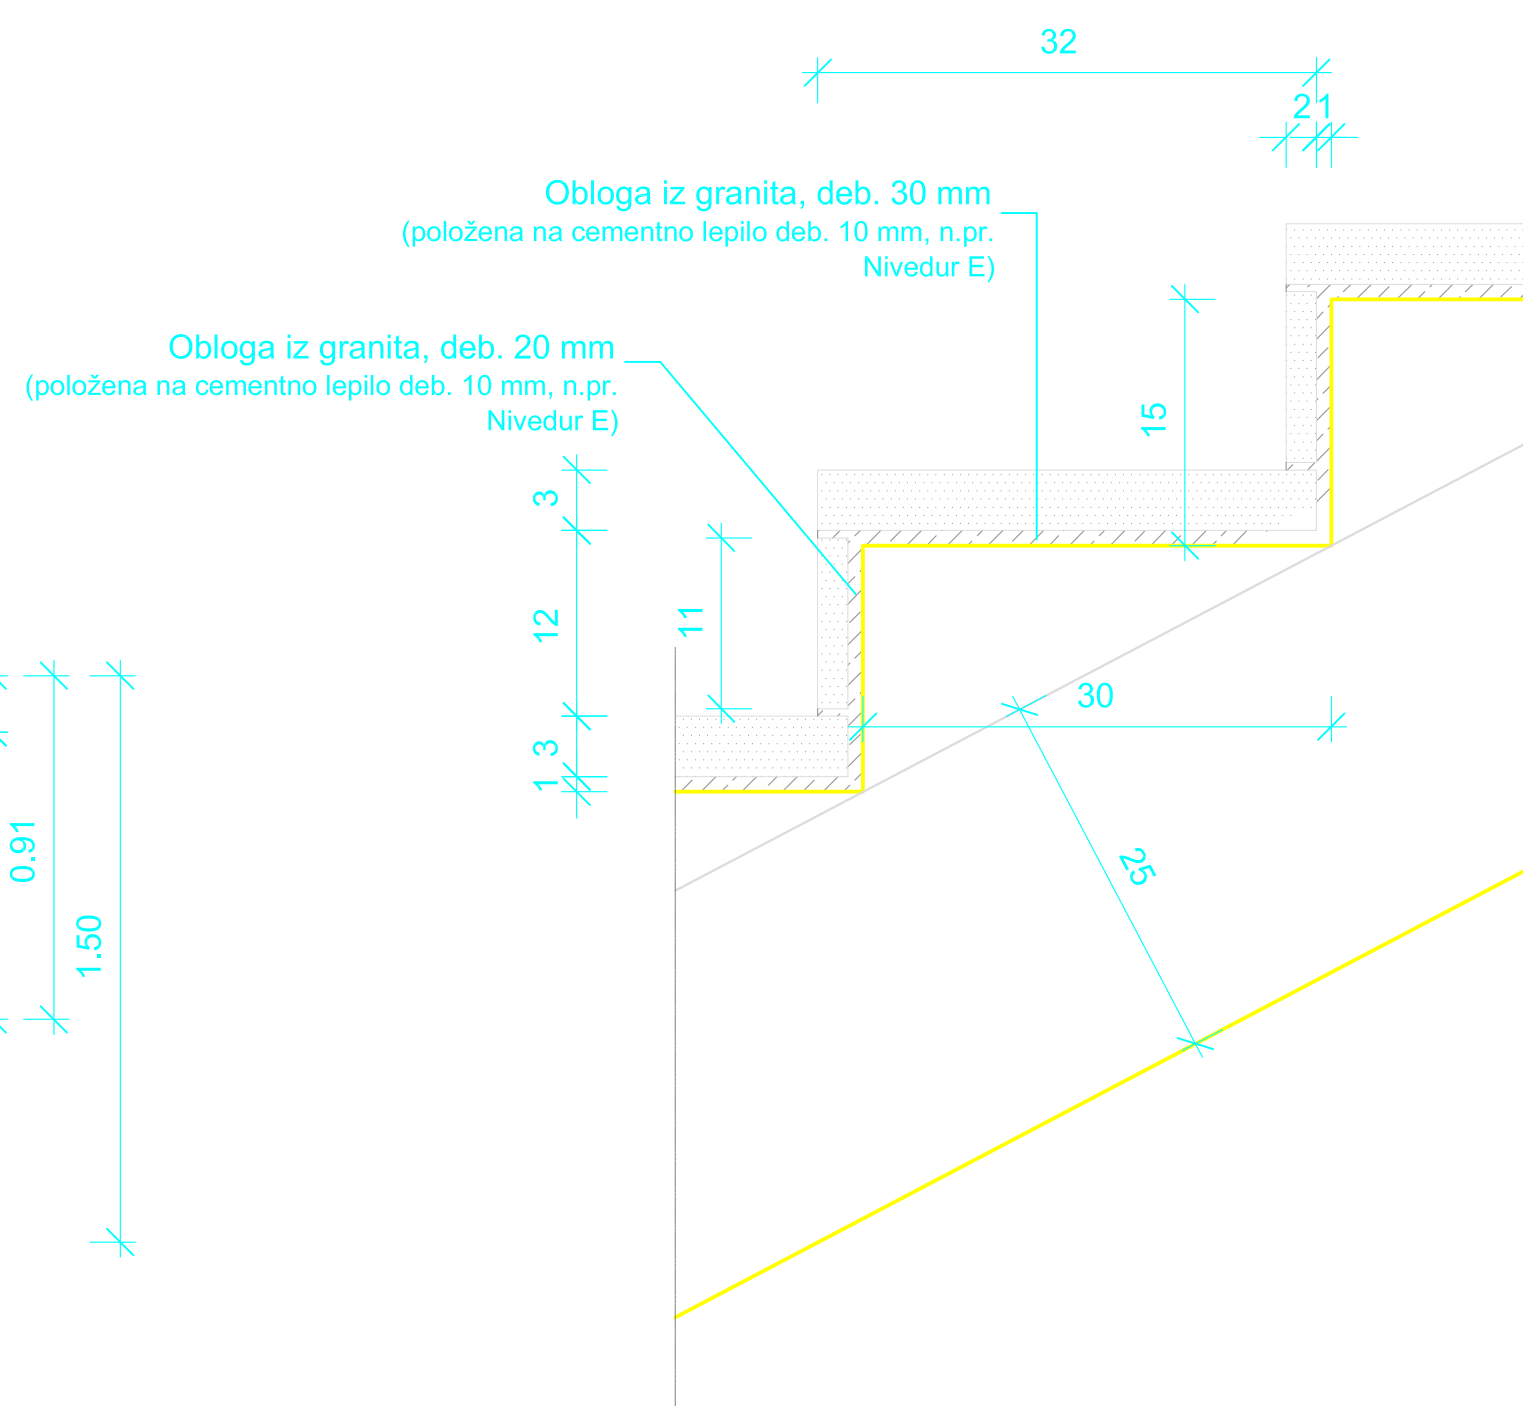 32
21
Obloga iz granita, deb. 30 mm
(položena na cementno lepilo deb. 10 mm, n.pr.
Nivedur E)
Obloga iz granita, deb. 20 mm
(položena na cementno lepilo deb. 10 mm, n.pr.
Nivedur E)
15
3
12
11
30
3
1
0.91
25
1.50